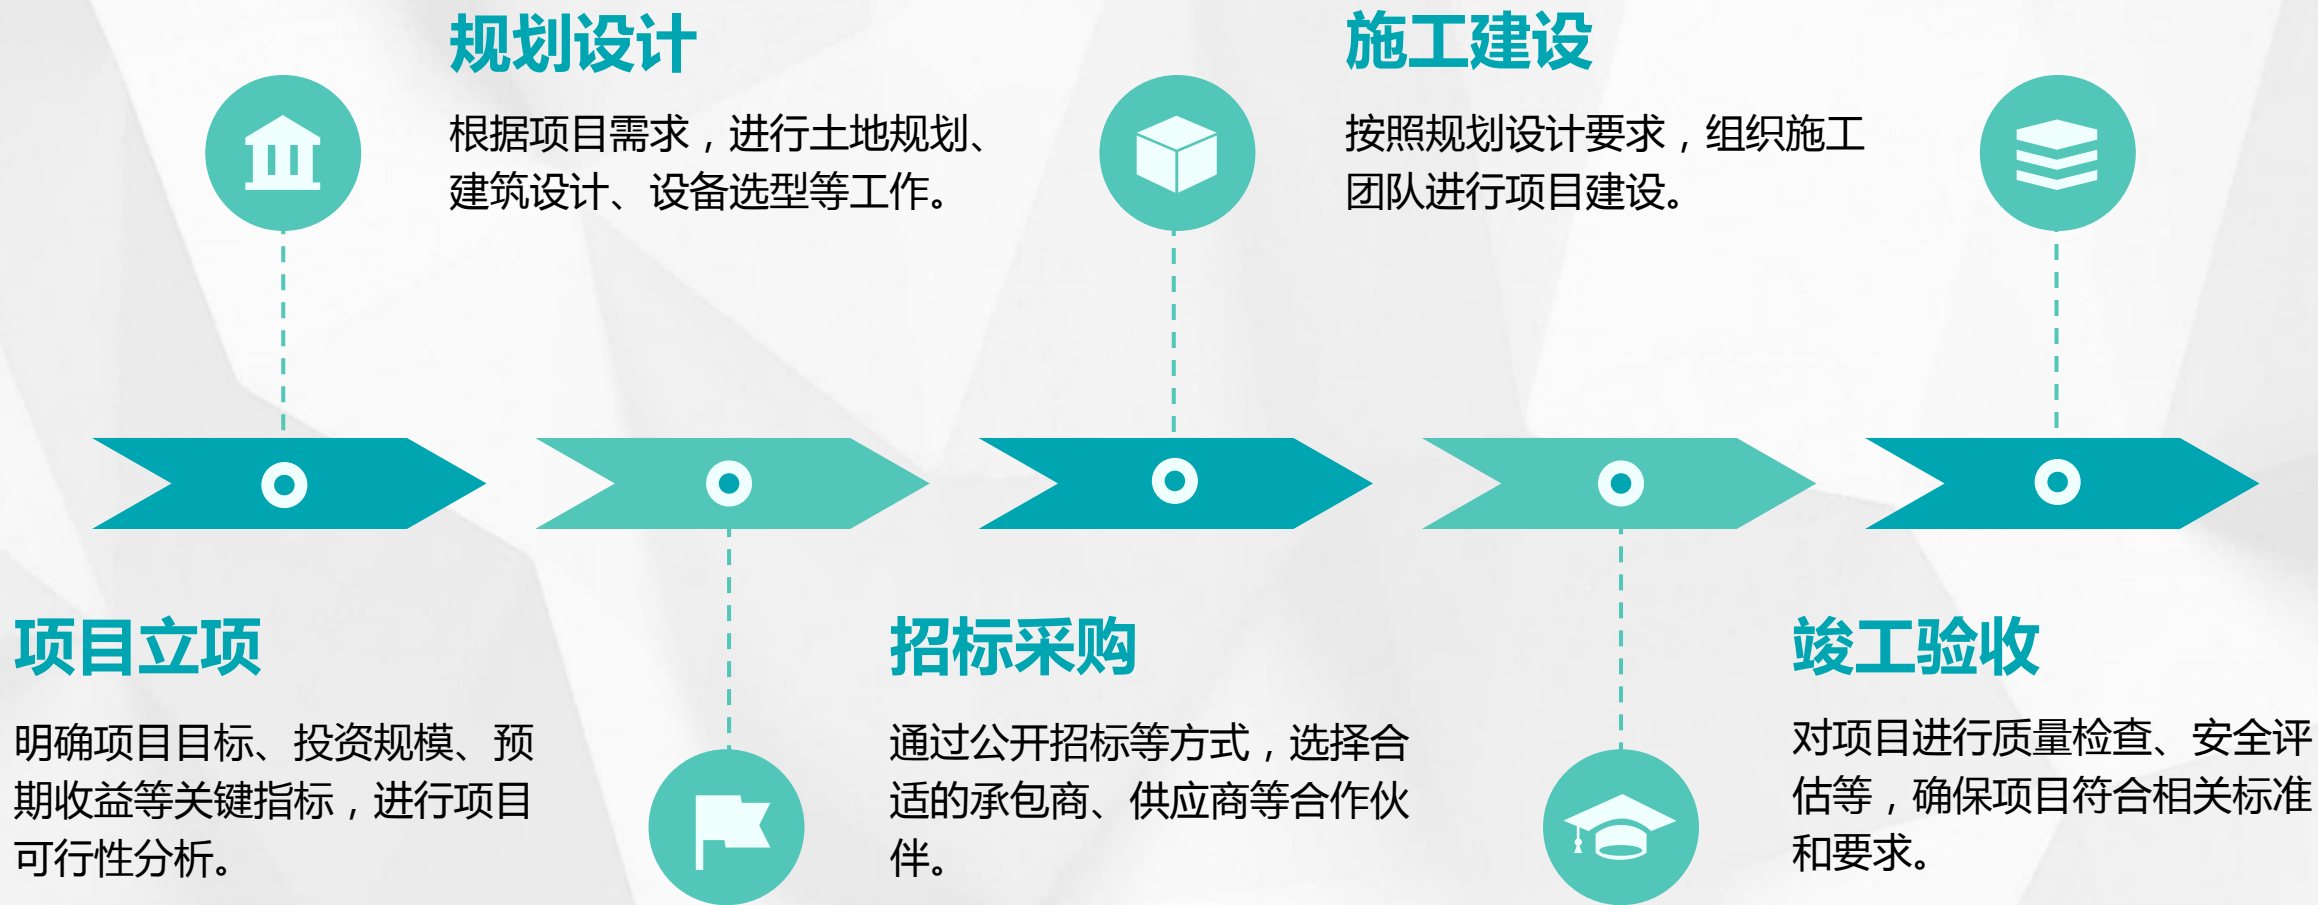 规划设计
根据项目需求，进行土地规划、
建筑设计、设备选型等工作。
施工建设
按照规划设计要求，组织施工
团队进行项目建设。
项目立项
明确项目目标、投资规模、预
期收益等关键指标，进行项目
可行性分析。
招标采购
通过公开招标等方式，选择合
适的承包商、供应商等合作伙
伴。
竣工验收
对项目进行质量检查、安全评
估等，确保项目符合相关标准
和要求。